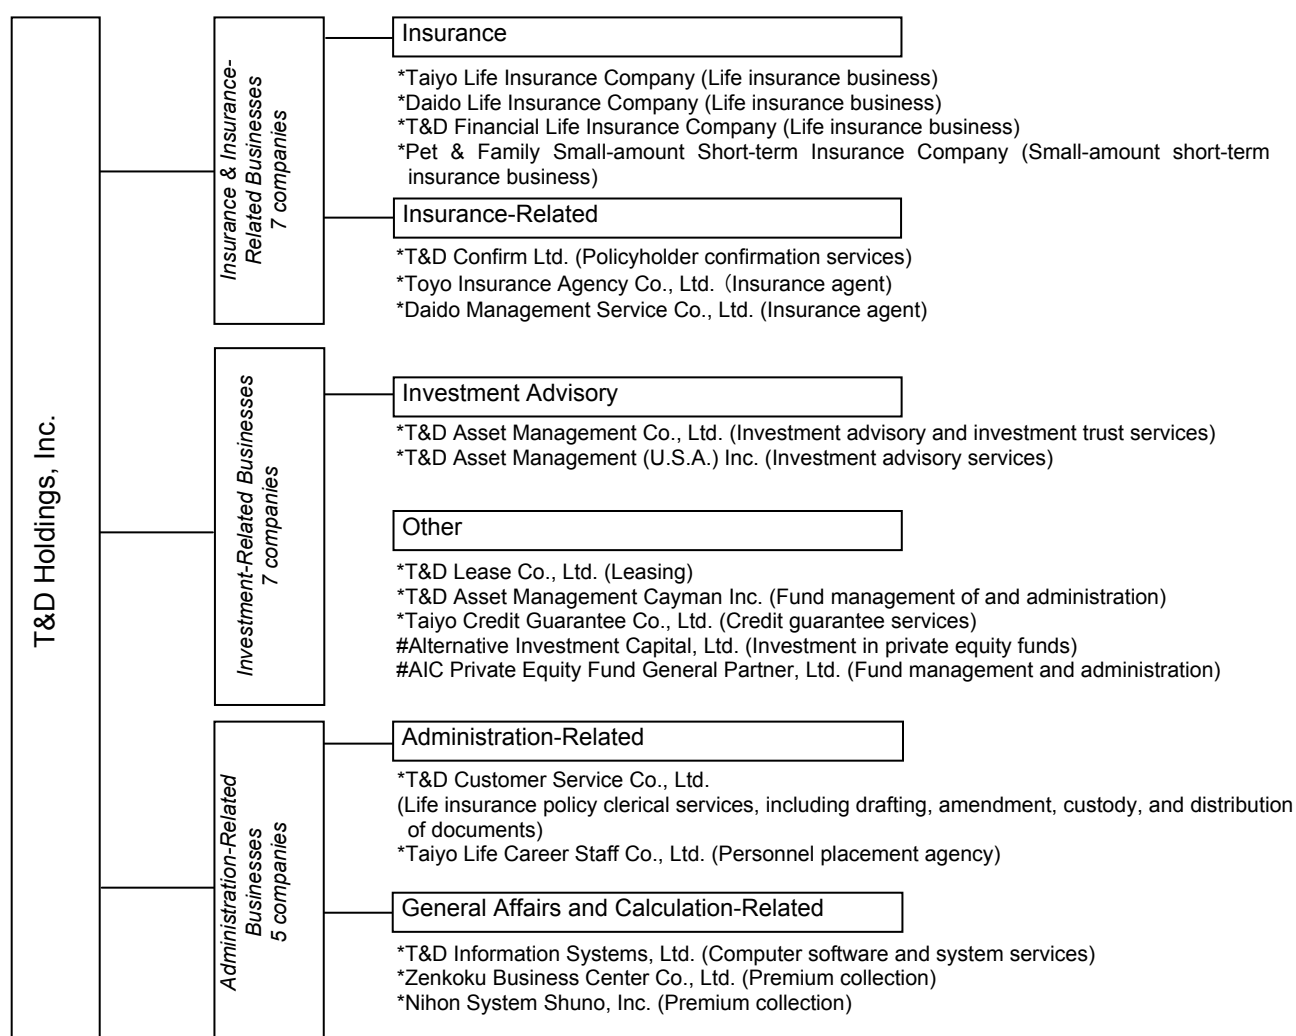 T&D Holdings, Inc.
Insurance & Insurance-
Related Businesses
7 companies
Insurance
*Taiyo Life Insurance Company (Life insurance business)
*Daido Life Insurance Company (Life insurance business)
*T&D Financial Life Insurance Company (Life insurance business)
*Pet & Family Small-amount Short-term Insurance Company (Small-amount short-term
insurance business)
Insurance-Related
*T&D Confirm Ltd. (Policyholder confirmation services)
*Toyo Insurance Agency Co., Ltd. (Insurance agent)
*Daido Management Service Co., Ltd. (Insurance agent)
Investment-Related Businesses
7 companies
Investment Advisory
*T&D Asset Management Co., Ltd. (Investment advisory and investment trust services)
*T&D Asset Management (U.S.A.) Inc. (Investment advisory services)
Other
*T&D Lease Co., Ltd. (Leasing)
*T&D Asset Management Cayman Inc. (Fund management of and administration)
*Taiyo Credit Guarantee Co., Ltd. (Credit guarantee services)
#Alternative Investment Capital, Ltd. (Investment in private equity funds)
#AIC Private Equity Fund General Partner, Ltd. (Fund management and administration)
Administration-Related
Businesses
5 companies
Administration-Related
*T&D Customer Service Co., Ltd.
(Life insurance policy clerical services, including drafting, amendment, custody, and distribution
of documents)
*Taiyo Life Career Staff Co., Ltd. (Personnel placement agency)
General Affairs and Calculation-Related
*T&D Information Systems, Ltd. (Computer software and system services)
*Zenkoku Business Center Co., Ltd. (Premium collection)
*Nihon System Shuno, Inc. (Premium collection)